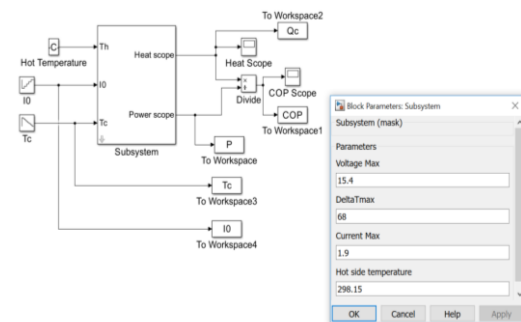 To Workspace2
Qc
-C-
Th
Hot Temperature
Heat scope
Heat Scope
I0
I0
×
÷
Divide
COP Scope
Tc
Tc
Power scope
COP
To Workspace1
Subsystem
P
To Workspace
Tc
To Workspace3
I0
To Workspace4
Block Parameters: Subsystem
Subsystem (mask)
Parameters
Voltage Max
15.4
DeltaTmax
68
Current Max
1.9
Hot side temperature
298.15
OK Cancel Help Apply